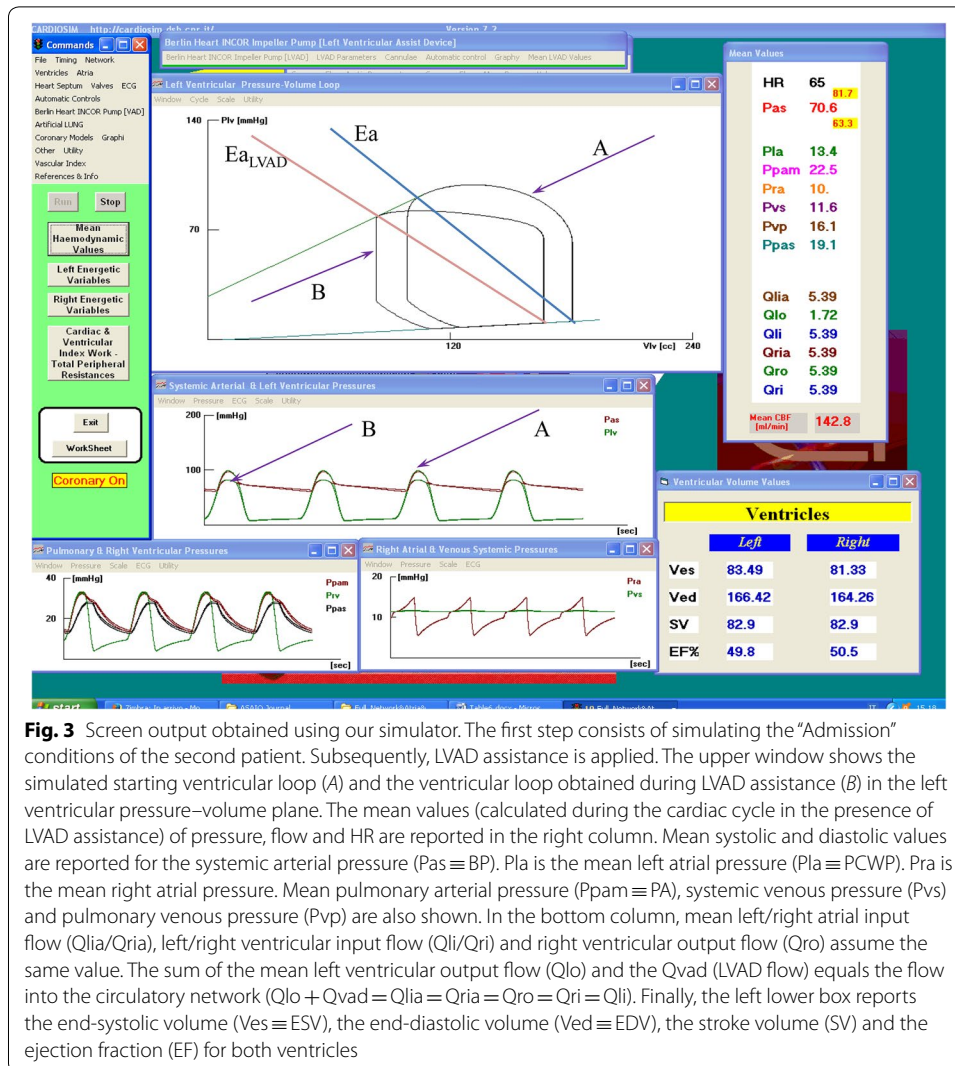 CARDIOSIM http://cardiosim.dsb.cnr.it/ Version 7.2
Commands
File Timing Network
Ventricles Atria
Heart Septum Valves ECG
Automatic Controls
Berlin Heart INCOR Pump [VAD]
Artificial LUNG
Coronary Models Graphi
Other Utility
Vascular Index
References & Info
Run Stop
Mean
Haemodynamic
Values
Left Energetic
Variables
Right Energetic
Variables
Cardiac &
Ventricular
Index Work -
Total Peripheral
Resistances
Exit
WorkSheet
Coronary On
Berlin Heart INCOR Impeller Pump [Left Ventricular Assist Device]
Berlin Heart INCOR Impeller Pump [LVAD] LVAD Parameters Cannulae Automatic control Graphy Mean LVAD Values
Left Ventricular Pressure-Volume Loop
Window Cycle Scale Utility
140 Plv [mmHg]
Ea
EaLVAD
A
70
B
120
Vlv [cc] 240
Systemic Arterial & Left Ventricular Pressures
Window Pressure ECG Scale Utility
200 [mmHg]
Pas
Plv
B
A
100
[sec]
Pulmonary & Right Ventricular Pressures
Window Pressure Scale ECG Utility
40 [mmHg]
Ppam
Prv
Ppas
20
[sec]
Right Atrial & Venous Systemic Pressures
Window Pressure Scale ECG
20 [mmHg]
Pra
Pvs
10
[sec]
Mean Values
HR 65
81.7
Pas 70.6
63.3
Pla 13.4
Ppam 22.5
Pra 10.
Pvs 11.6
Pvp 16.1
Ppas 19.1
Qlia 5.39
Qlo 1.72
Qli 5.39
Qria 5.39
Qro 5.39
Qri 5.39
Mean CBF
[ml/min] 142.8
Ventricular Volume Values
Ventricles
Left Right
Ves 83.49 81.33
Ved 166.42 164.26
SV 82.9 82.9
EF% 49.8 50.5
start
ASAIO Journal
15.18
Fig. 3 Screen output obtained using our simulator. The first step consists of simulating the “Admission”
conditions of the second patient. Subsequently, LVAD assistance is applied. The upper window shows the
simulated starting ventricular loop (A) and the ventricular loop obtained during LVAD assistance (B) in the left
ventricular pressure–volume plane. The mean values (calculated during the cardiac cycle in the presence of
LVAD assistance) of pressure, flow and HR are reported in the right column. Mean systolic and diastolic values
are reported for the systemic arterial pressure (Pas ≡ BP). Pla is the mean left atrial pressure (Pla ≡ PCWP). Pra is
the mean right atrial pressure. Mean pulmonary arterial pressure (Ppam ≡ PA), systemic venous pressure (Pvs)
and pulmonary venous pressure (Pvp) are also shown. In the bottom column, mean left/right atrial input
flow (Qlia/Qria), left/right ventricular input flow (Qli/Qri) and right ventricular output flow (Qro) assume the
same value. The sum of the mean left ventricular output flow (Qlo) and the Qvad (LVAD flow) equals the flow
into the circulatory network (Qlo + Qvad = Qlia = Qria = Qro = Qri = Qli). Finally, the left lower box reports
the end-systolic volume (Ves ≡ ESV), the end-diastolic volume (Ved ≡ EDV), the stroke volume (SV) and the
ejection fraction (EF) for both ventricles